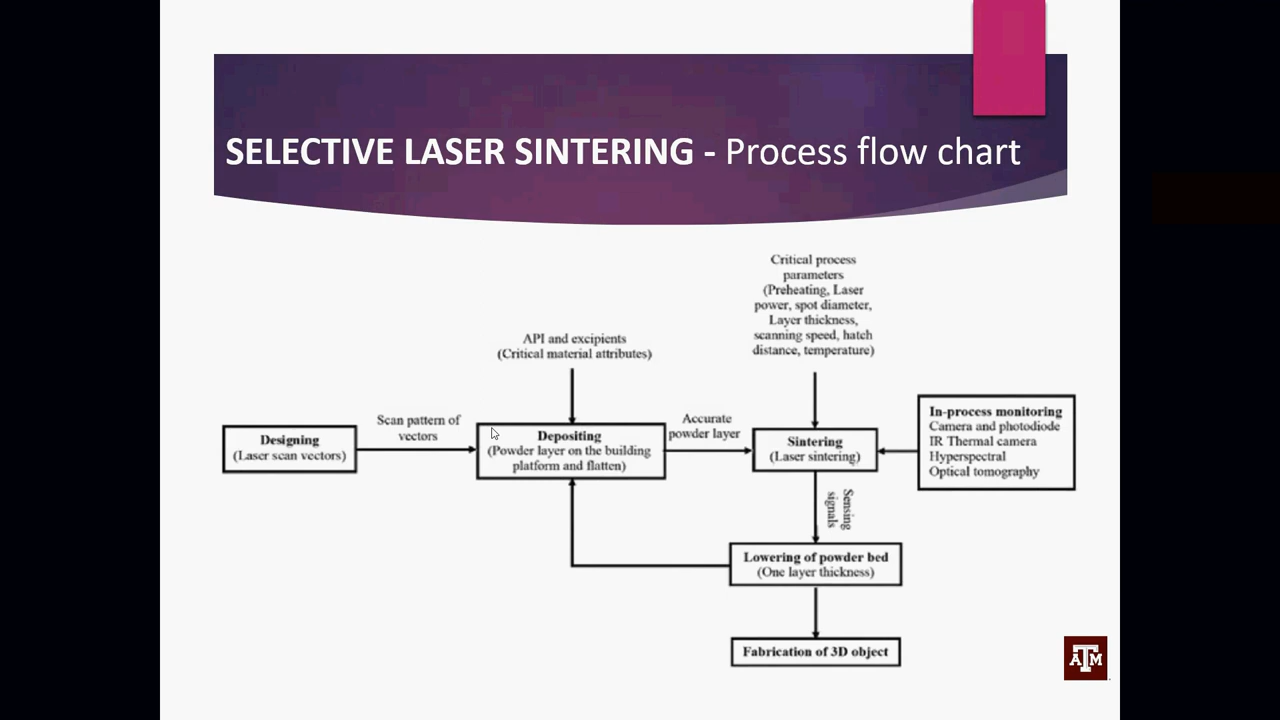 SELECTIVE LASER SINTERING - Process flow chart
Critical process
parameters
(Preheating, Laser
power, spot diameter,
Layer thickness,
scanning speed, hatch
distance, temperature)
API and excipients
(Critical material attributes)
Designing
(Laser scan vectors)
Scan pattern of
vectors
Depositing
(Powder layer on the building
platform and flatten)
Accurate
powder layer
Sintering
(Laser sintering)
In-process monitoring
Camera and photodiode
IR Thermal camera
Hyperspectral
Optical tomography
Sensing
signals
Lowering of powder bed
(One layer thickness)
Fabrication of 3D object
ATM